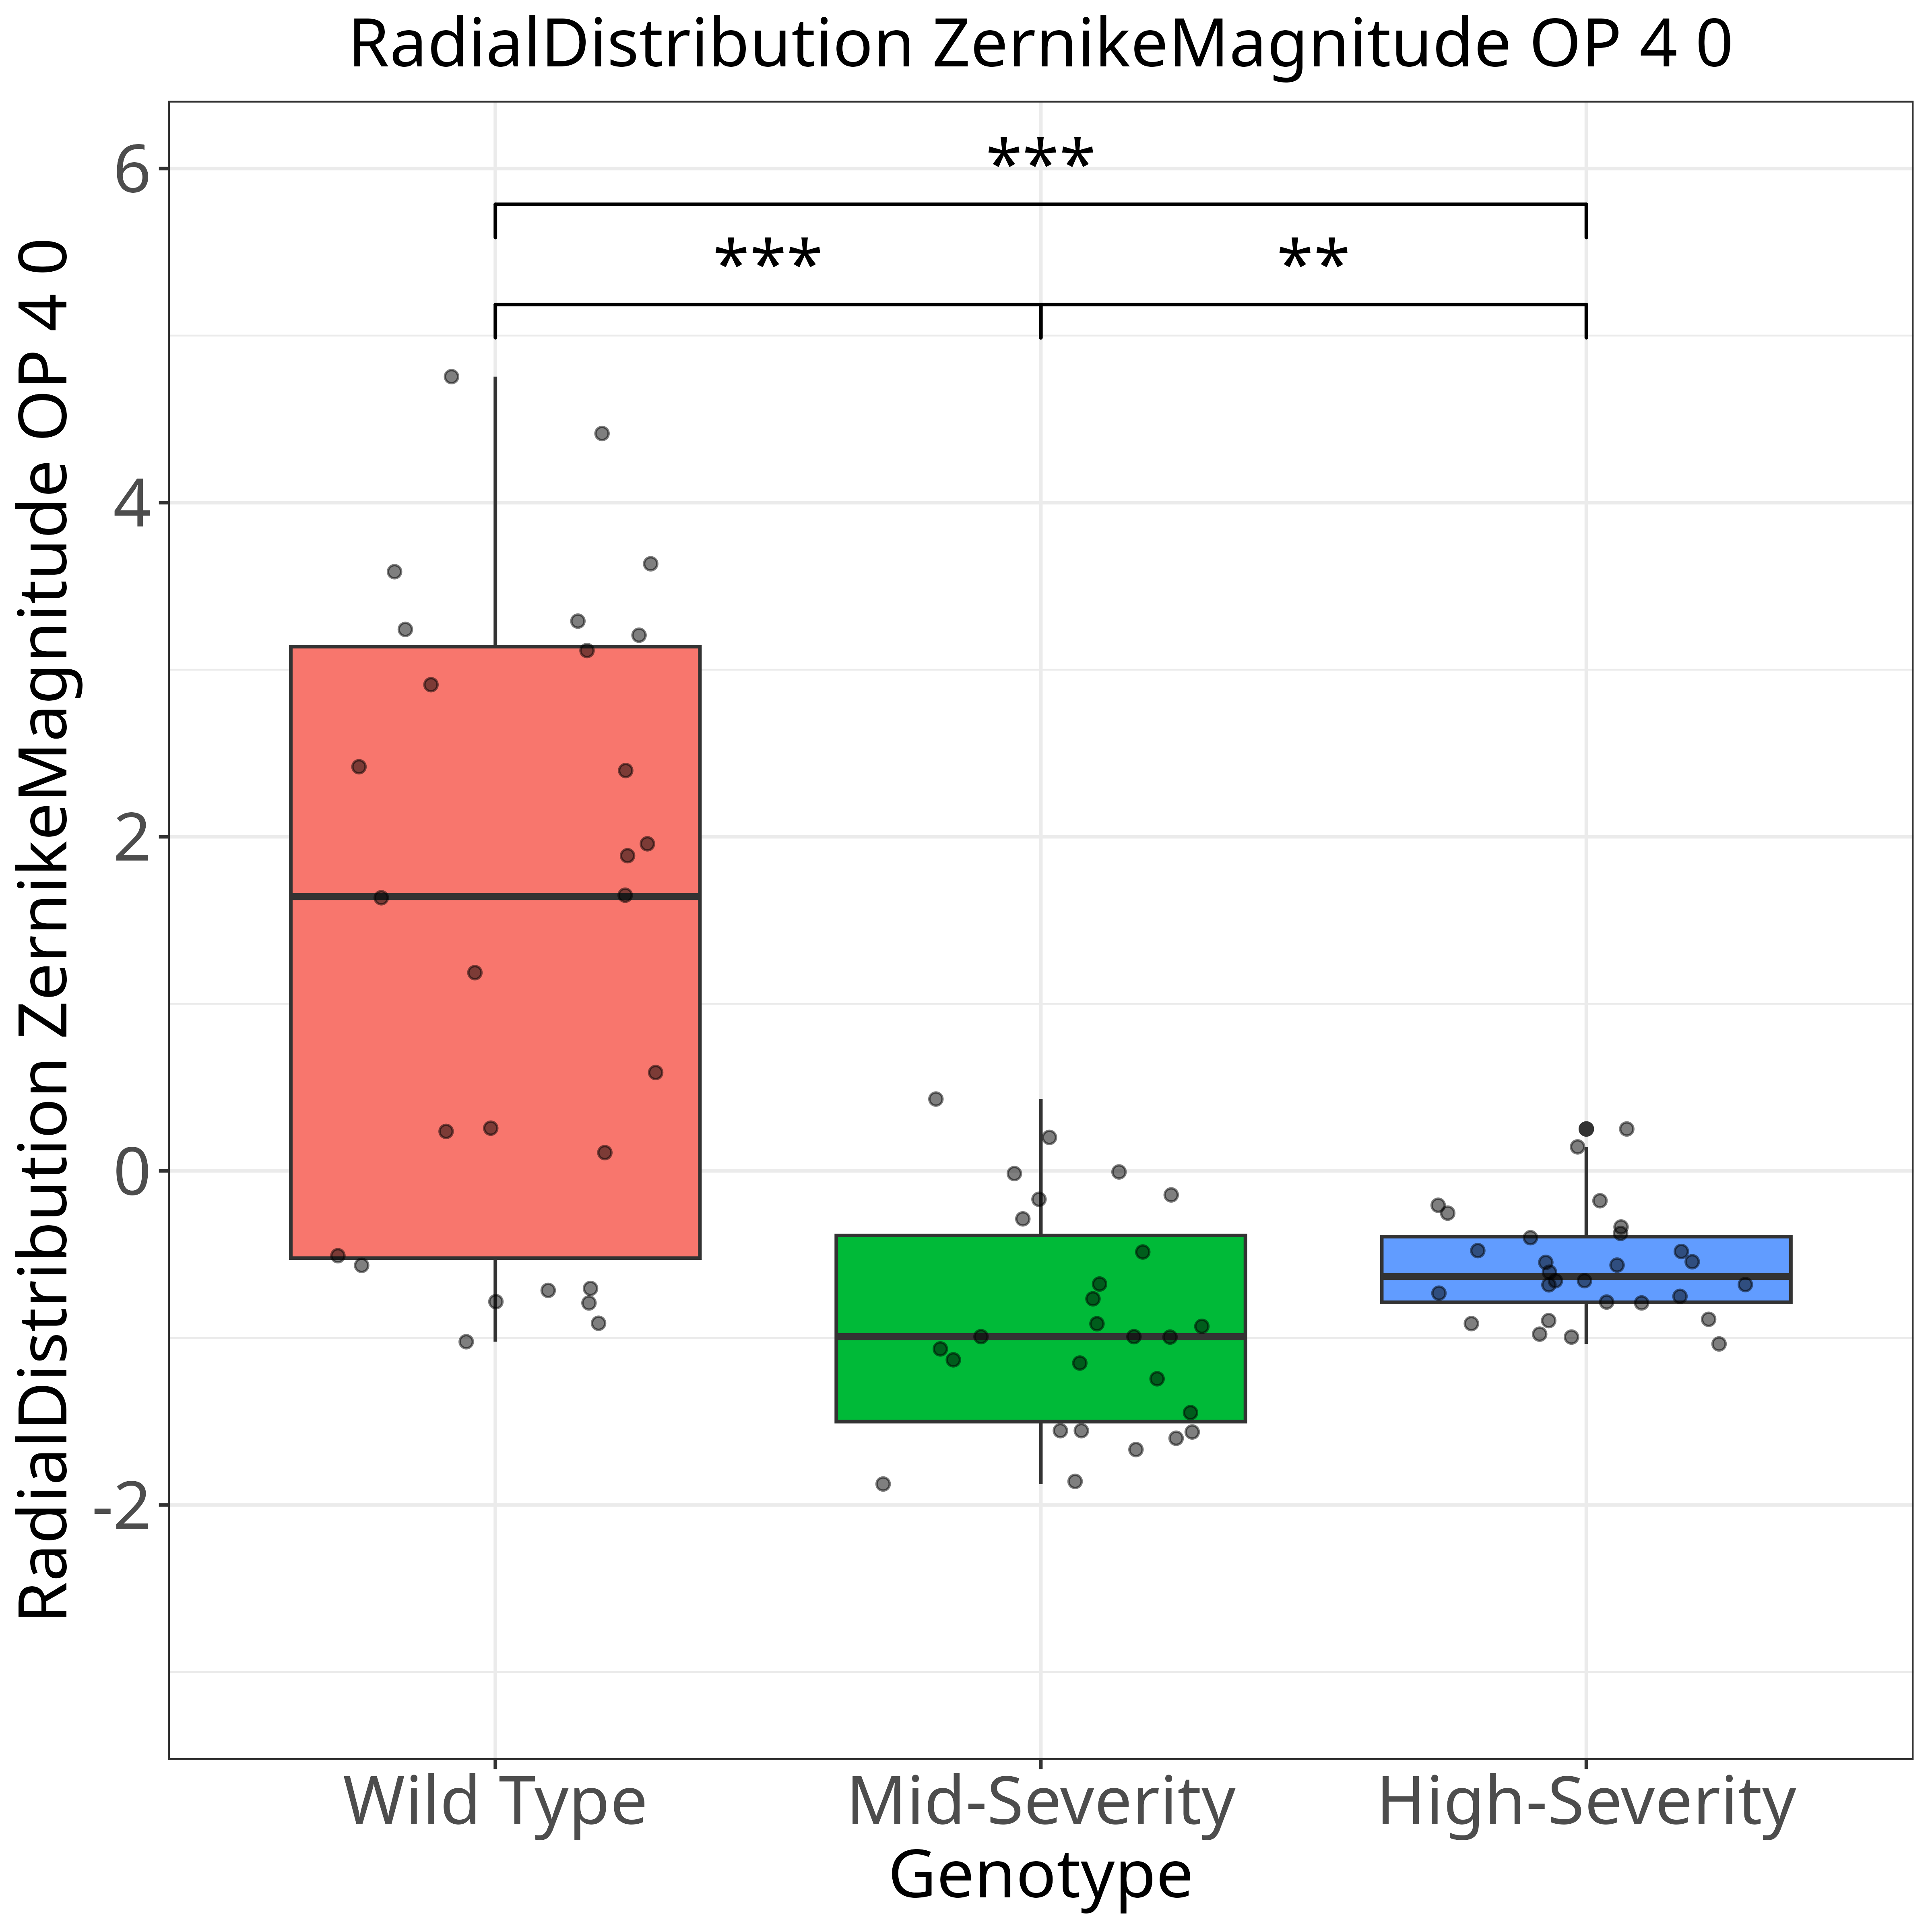 RadialDistribution ZernikeMagnitude OP 4 0
RadialDistribution ZernikeMagnitude OP 4 0
6
4
2
0
-2
***
***
**
Wild Type
Mid-Severity
High-Severity
Genotype